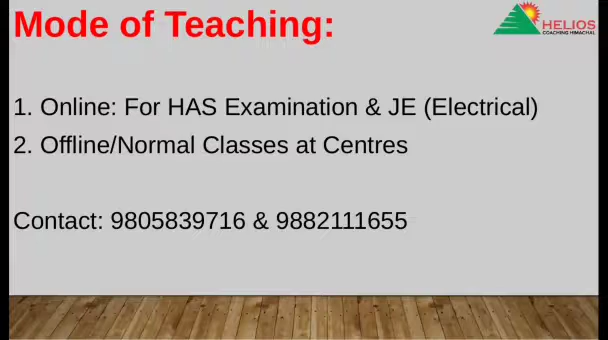 Mode of Teaching:
HELIOS
COACHING HIMACHAL
1. Online: For HAS Examination & JE (Electrical)
2. Offline/Normal Classes at Centres
Contact: 9805839716 & 9882111655